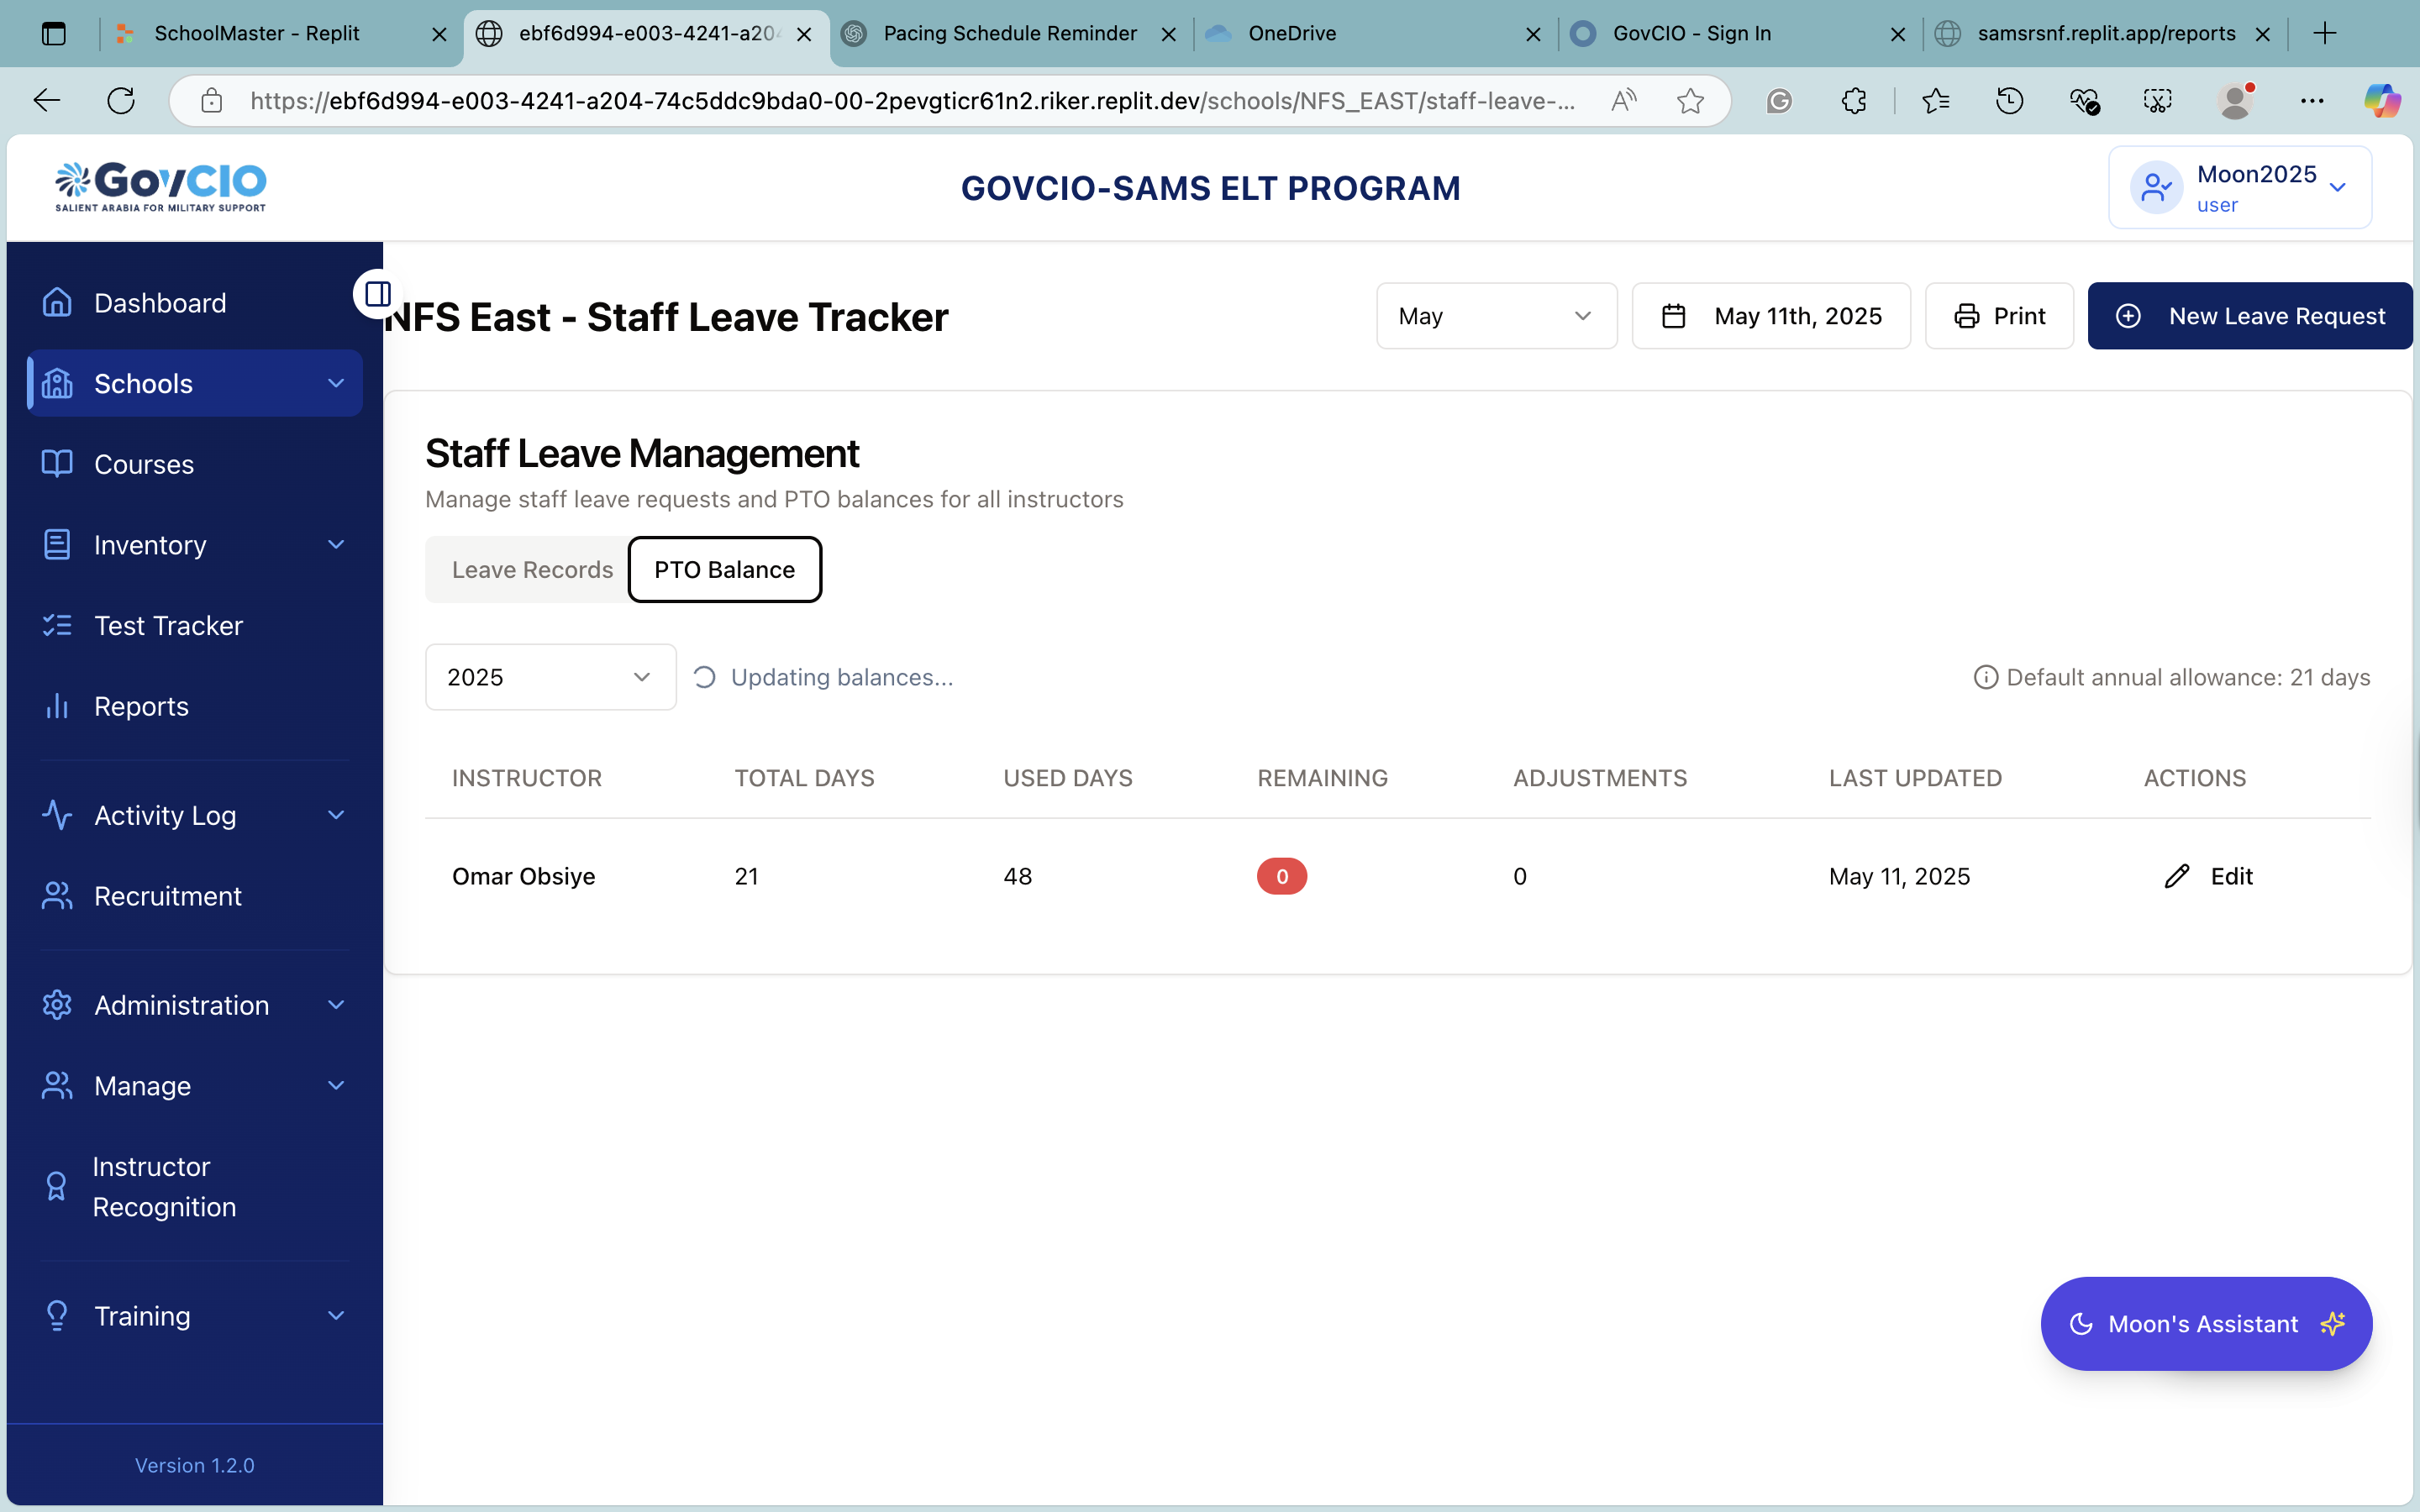 SchoolMaster - Replit
ebf6d994-e003-4241-a204
Pacing Schedule Reminder
OneDrive
GovCIO - Sign In
samsrsnf.replit.app/reports
https://ebf6d994-e003-4241-a204-74c5ddc9bda0-00-2pevgticr61n2.riker.replit.dev/schools/NFS_EAST/staff-leave-...
GovCIO
SALIENT ARABIA FOR MILITARY SUPPORT
GOVCIO-SAMS ELT PROGRAM
Moon2025
user
Dashboard
Schools
Courses
Inventory
Test Tracker
Reports
Activity Log
Recruitment
Administration
Manage
Instructor
Recognition
Training
Version 1.2.0
NFS East - Staff Leave Tracker
May
May 11th, 2025
Print
New Leave Request
Staff Leave Management
Manage staff leave requests and PTO balances for all instructors
Leave Records
PTO Balance
2025
Updating balances...
Default annual allowance: 21 days
INSTRUCTOR TOTAL DAYS USED DAYS REMAINING ADJUSTMENTS LAST UPDATED ACTIONS
Omar Obsiye 21 48 0 0 May 11, 2025 Edit
Moon's Assistant